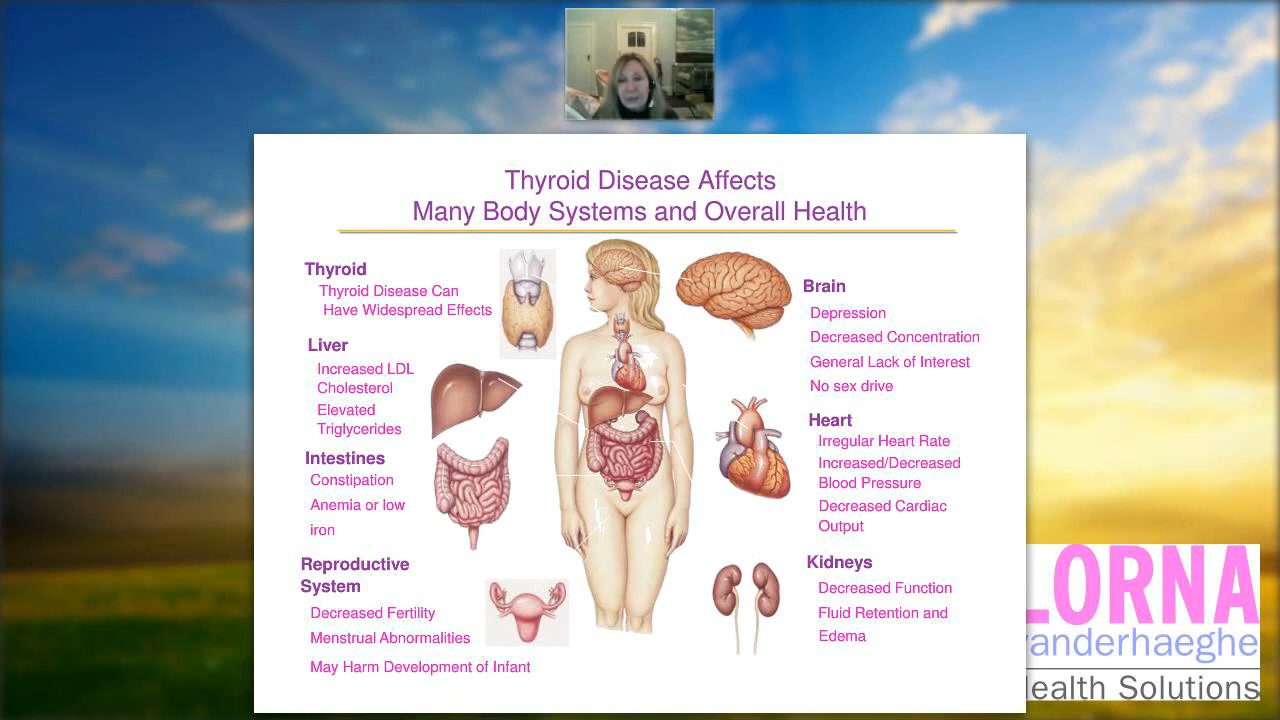 Thyroid Disease Affects
Many Body Systems and Overall Health
Thyroid
Thyroid Disease Can
Have Widespread Effects
Liver
Increased LDL
Cholesterol
Elevated
Triglycerides
Intestines
Constipation
Anemia or low
iron
Reproductive
System
Decreased Fertility
Menstrual Abnormalities
May Harm Development of Infant
Brain
Depression
Decreased Concentration
General Lack of Interest
No sex drive
Heart
Irregular Heart Rate
Increased/Decreased
Blood Pressure
Decreased Cardiac
Output
Kidneys
Decreased Function
Fluid Retention and
Edema
LORNA
vanderhaeghe
Health Solutions